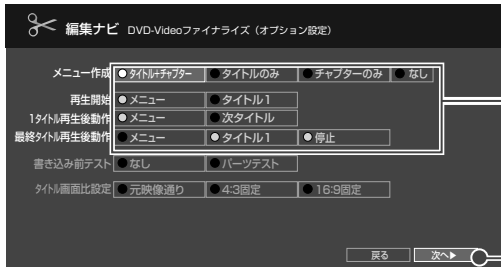 編集ナビ DVD-Videoファイナライズ（オプション設定）
メニュー作成 タイトル+チャプター タイトルのみ チャプターのみ なし
再生開始 メニュー タイトル1
1タイトル再生後動作 メニュー 次タイトル
最終タイトル再生後動作 メニュー タイトル1 停止
書き込み前テスト なし パーツテスト
タイトル画面比設定 元映像通り 4:3固定 16:9固定
戻る 次へ▶